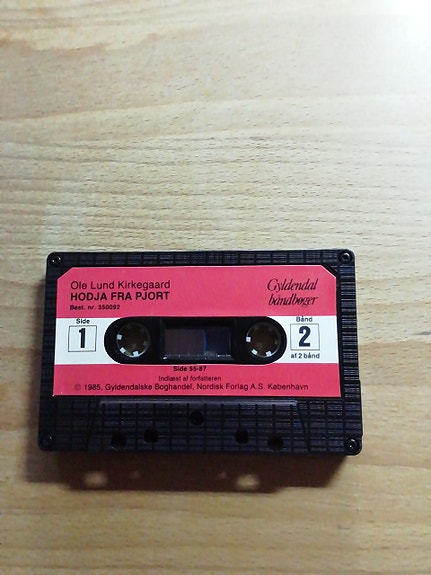 Ole Lund Kirkegaard
HODJA FRA PJORT
Best. nr. 350092
Gyldendal
båndbøger
Side
1
Bånd
2
af 2 bånd
Side 55-87
Indlæst af forfatteren
© 1985, Gyldendalske Boghandel, Nordisk Forlag A.S. København